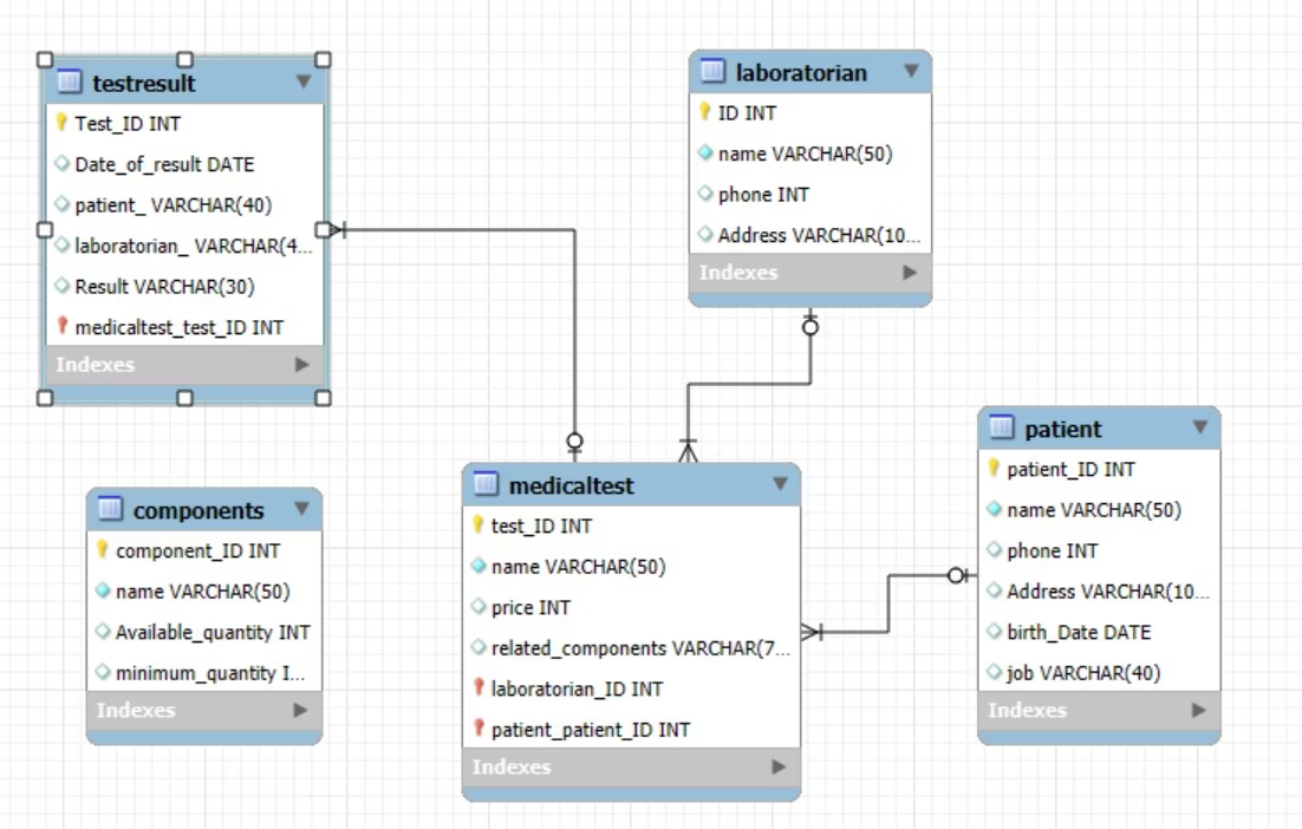 testresult
Test_ID INT
Date_of_result DATE
patient_ VARCHAR(40)
laboratorian_ VARCHAR(4...
Result VARCHAR(30)
medicaltest_test_ID INT
Indexes
laboratorian
ID INT
name VARCHAR(50)
phone INT
Address VARCHAR(10...
Indexes
components
component_ID INT
name VARCHAR(50)
Available_quantity INT
minimum_quantity I...
Indexes
medicaltest
test_ID INT
name VARCHAR(50)
price INT
related_components VARCHAR(7...
laboratorian_ID INT
patient_patient_ID INT
Indexes
patient
patient_ID INT
name VARCHAR(50)
phone INT
Address VARCHAR(10...
birth_Date DATE
job VARCHAR(40)
Indexes